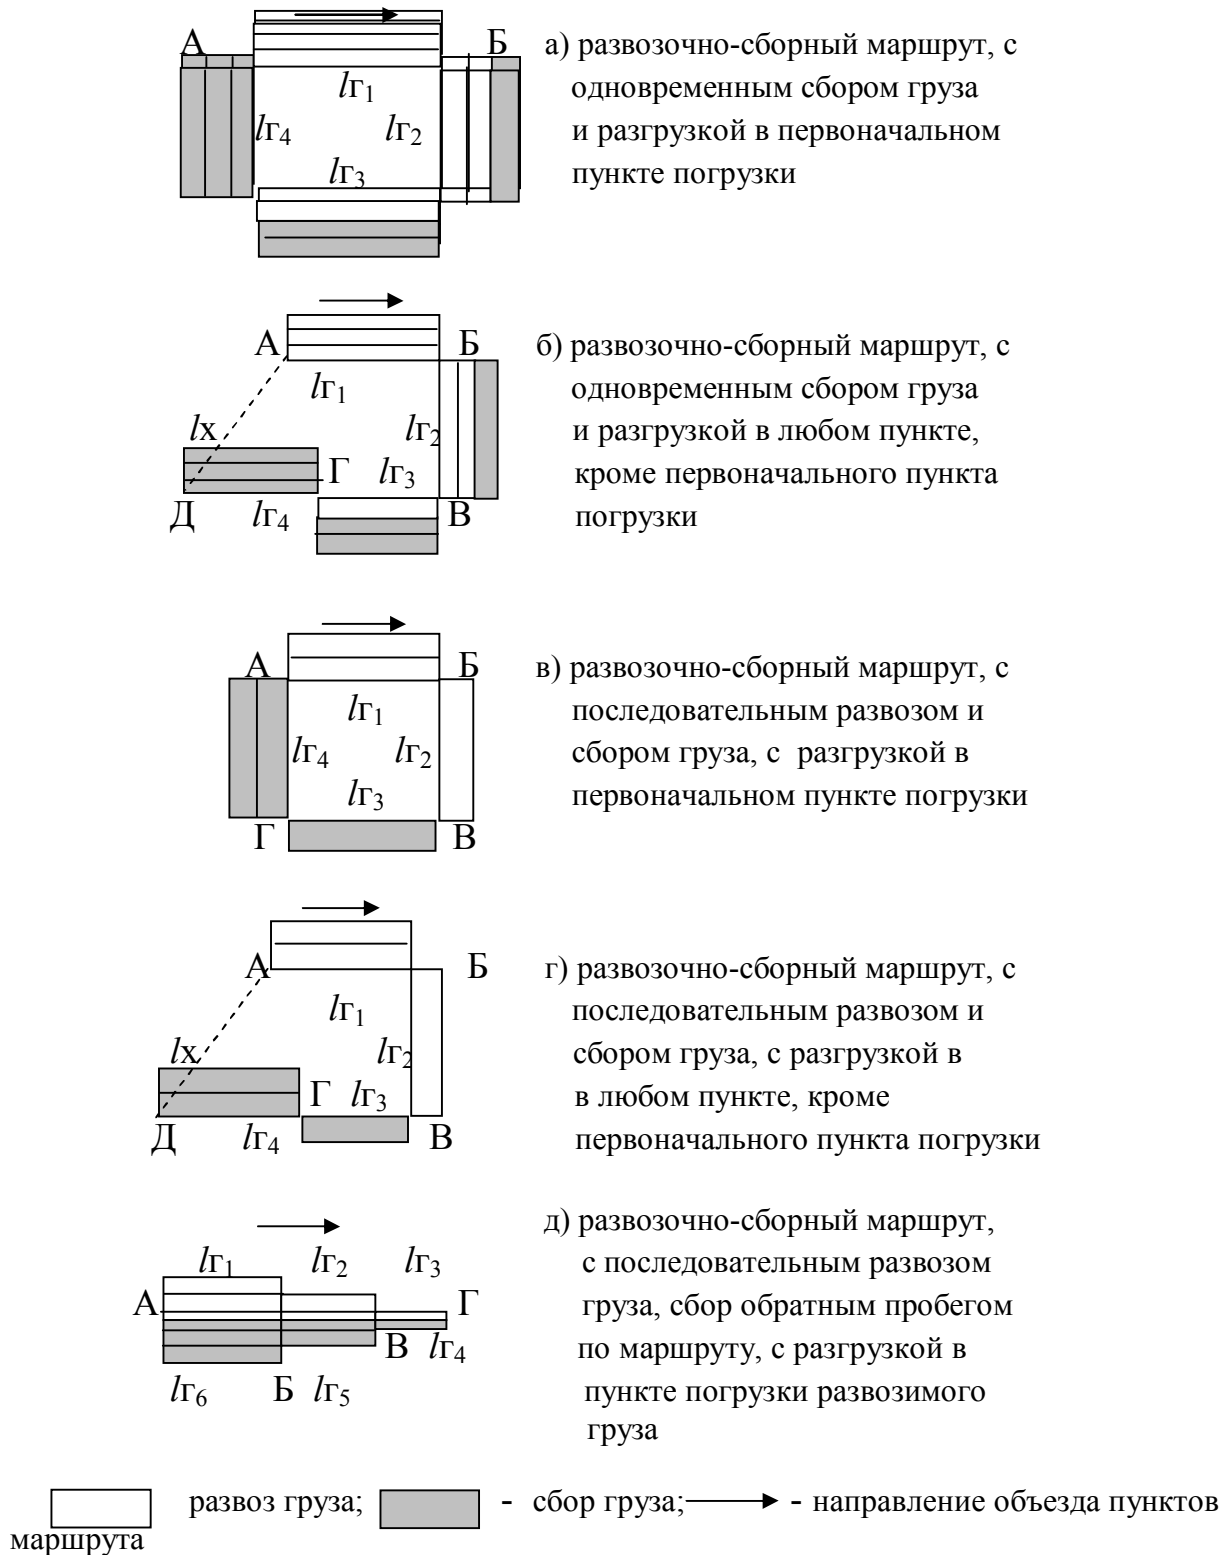 А
Б
lг1
lг4
lг2
lг3
а) развозочно-сборный маршрут, с
одновременным сбором груза
и разгрузкой в первоначальном
пункте погрузки
А
Б
lг1
lх
lг2
Г
lг3
Д
lг4
В
б) развозочно-сборный маршрут, с
одновременным сбором груза
и разгрузкой в любом пункте,
кроме первоначального пункта
погрузки
А
Б
lг1
lг4
lг2
lг3
Г
В
в) развозочно-сборный маршрут, с
последовательным развозом и
сбором груза, с разгрузкой в
первоначальном пункте погрузки
А
Б
lг1
lх
lг2
Г
lг3
Д
lг4
В
г) развозочно-сборный маршрут, с
последовательным развозом и
сбором груза, с разгрузкой в
в любом пункте, кроме
первоначального пункта погрузки
lг1
lг2
lг3
А
Г
В
lг4
lг6
Б
lг5
д) развозочно-сборный маршрут,
с последовательным развозом
груза, сбор обратным пробегом
по маршруту, с разгрузкой в
пункте погрузки развозимого
груза
развоз груза; - сбор груза; - направление объезда пунктов
маршрута